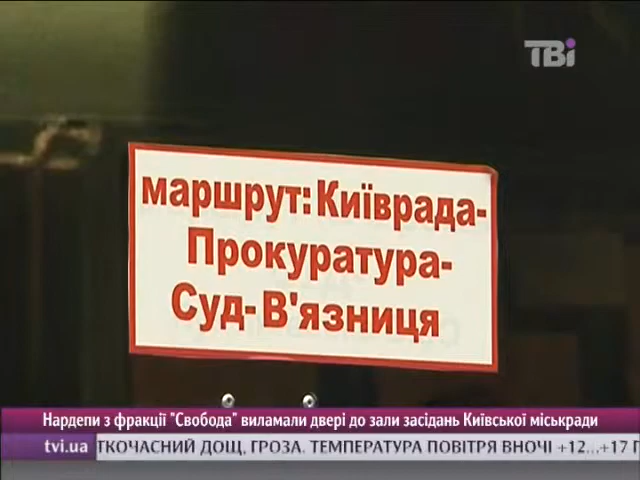 ТВі
маршрут: Київрада-
Прокуратура-
Суд-В'язниця
Нардепи з фракції "Свобода" виламали двері до зали засідань Київської міськради
tvi.ua ТКОЧАСНИЙ ДОЩ, ГРОЗА. ТЕМПЕРАТУРА ПОВІТРЯ ВНОЧІ +12...+17 Г